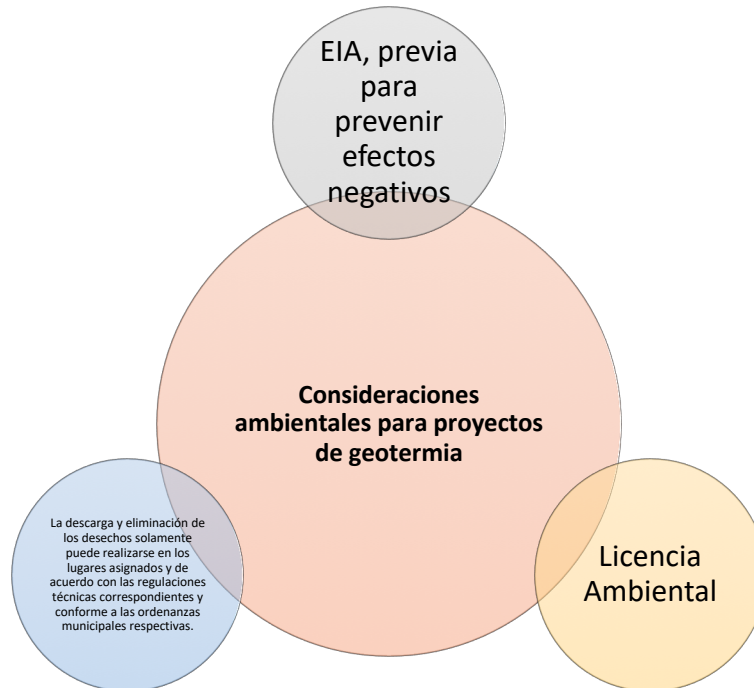 EIA, previa
para
prevenir
efectos
negativos
Consideraciones
ambientales para proyectos
de geotermia
La descarga y eliminación de
los desechos solamente
puede realizarse en los
lugares asignados y de
acuerdo con las regulaciones
técnicas correspondientes y
conforme a las ordenanzas
municipales respectivas.
Licencia
Ambiental